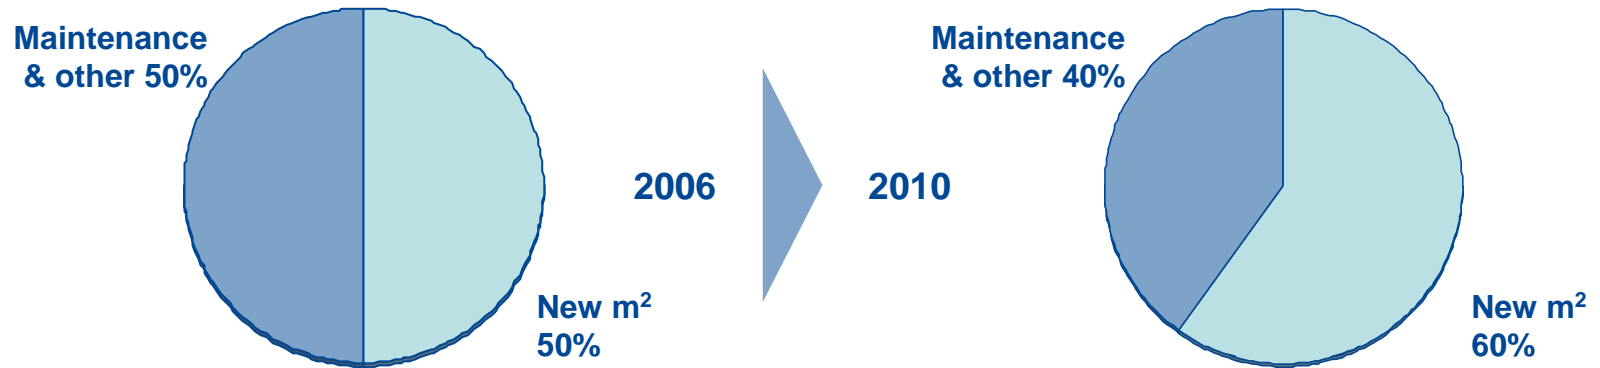 Maintenance
& other 50%
New m²
50%
2006
2010
Maintenance
& other 40%
New m²
60%